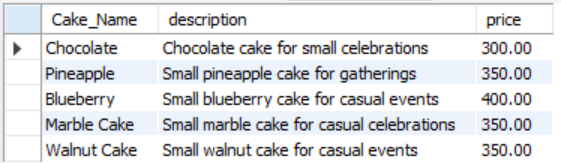 Cake_Name description price
Chocolate Chocolate cake for small celebrations 300.00
Pineapple Small pineapple cake for gatherings 350.00
Blueberry Small blueberry cake for casual events 400.00
Marble Cake Small marble cake for casual celebrations 350.00
Walnut Cake Small walnut cake for casual events 350.00